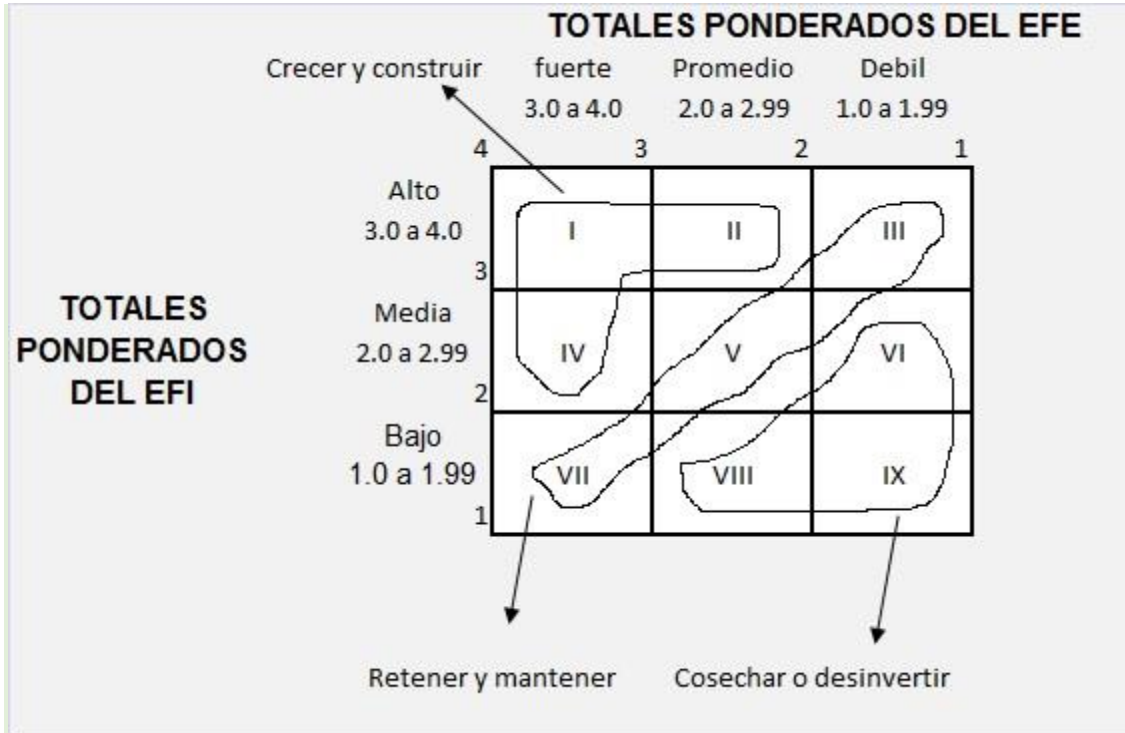 TOTALES PONDERADOS DEL EFE
Crecer y construir
fuerte Promedio Debil
3.0 a 4.0 2.0 a 2.99 1.0 a 1.99
4 3 2 1
Alto
3.0 a 4.0
I II III
3
TOTALES
PONDERADOS
DEL EFI
Media
2.0 a 2.99
IV V VI
2
Bajo
1.0 a 1.99
VII VIII IX
1
Retener y mantener
Cosechar o desinvertir